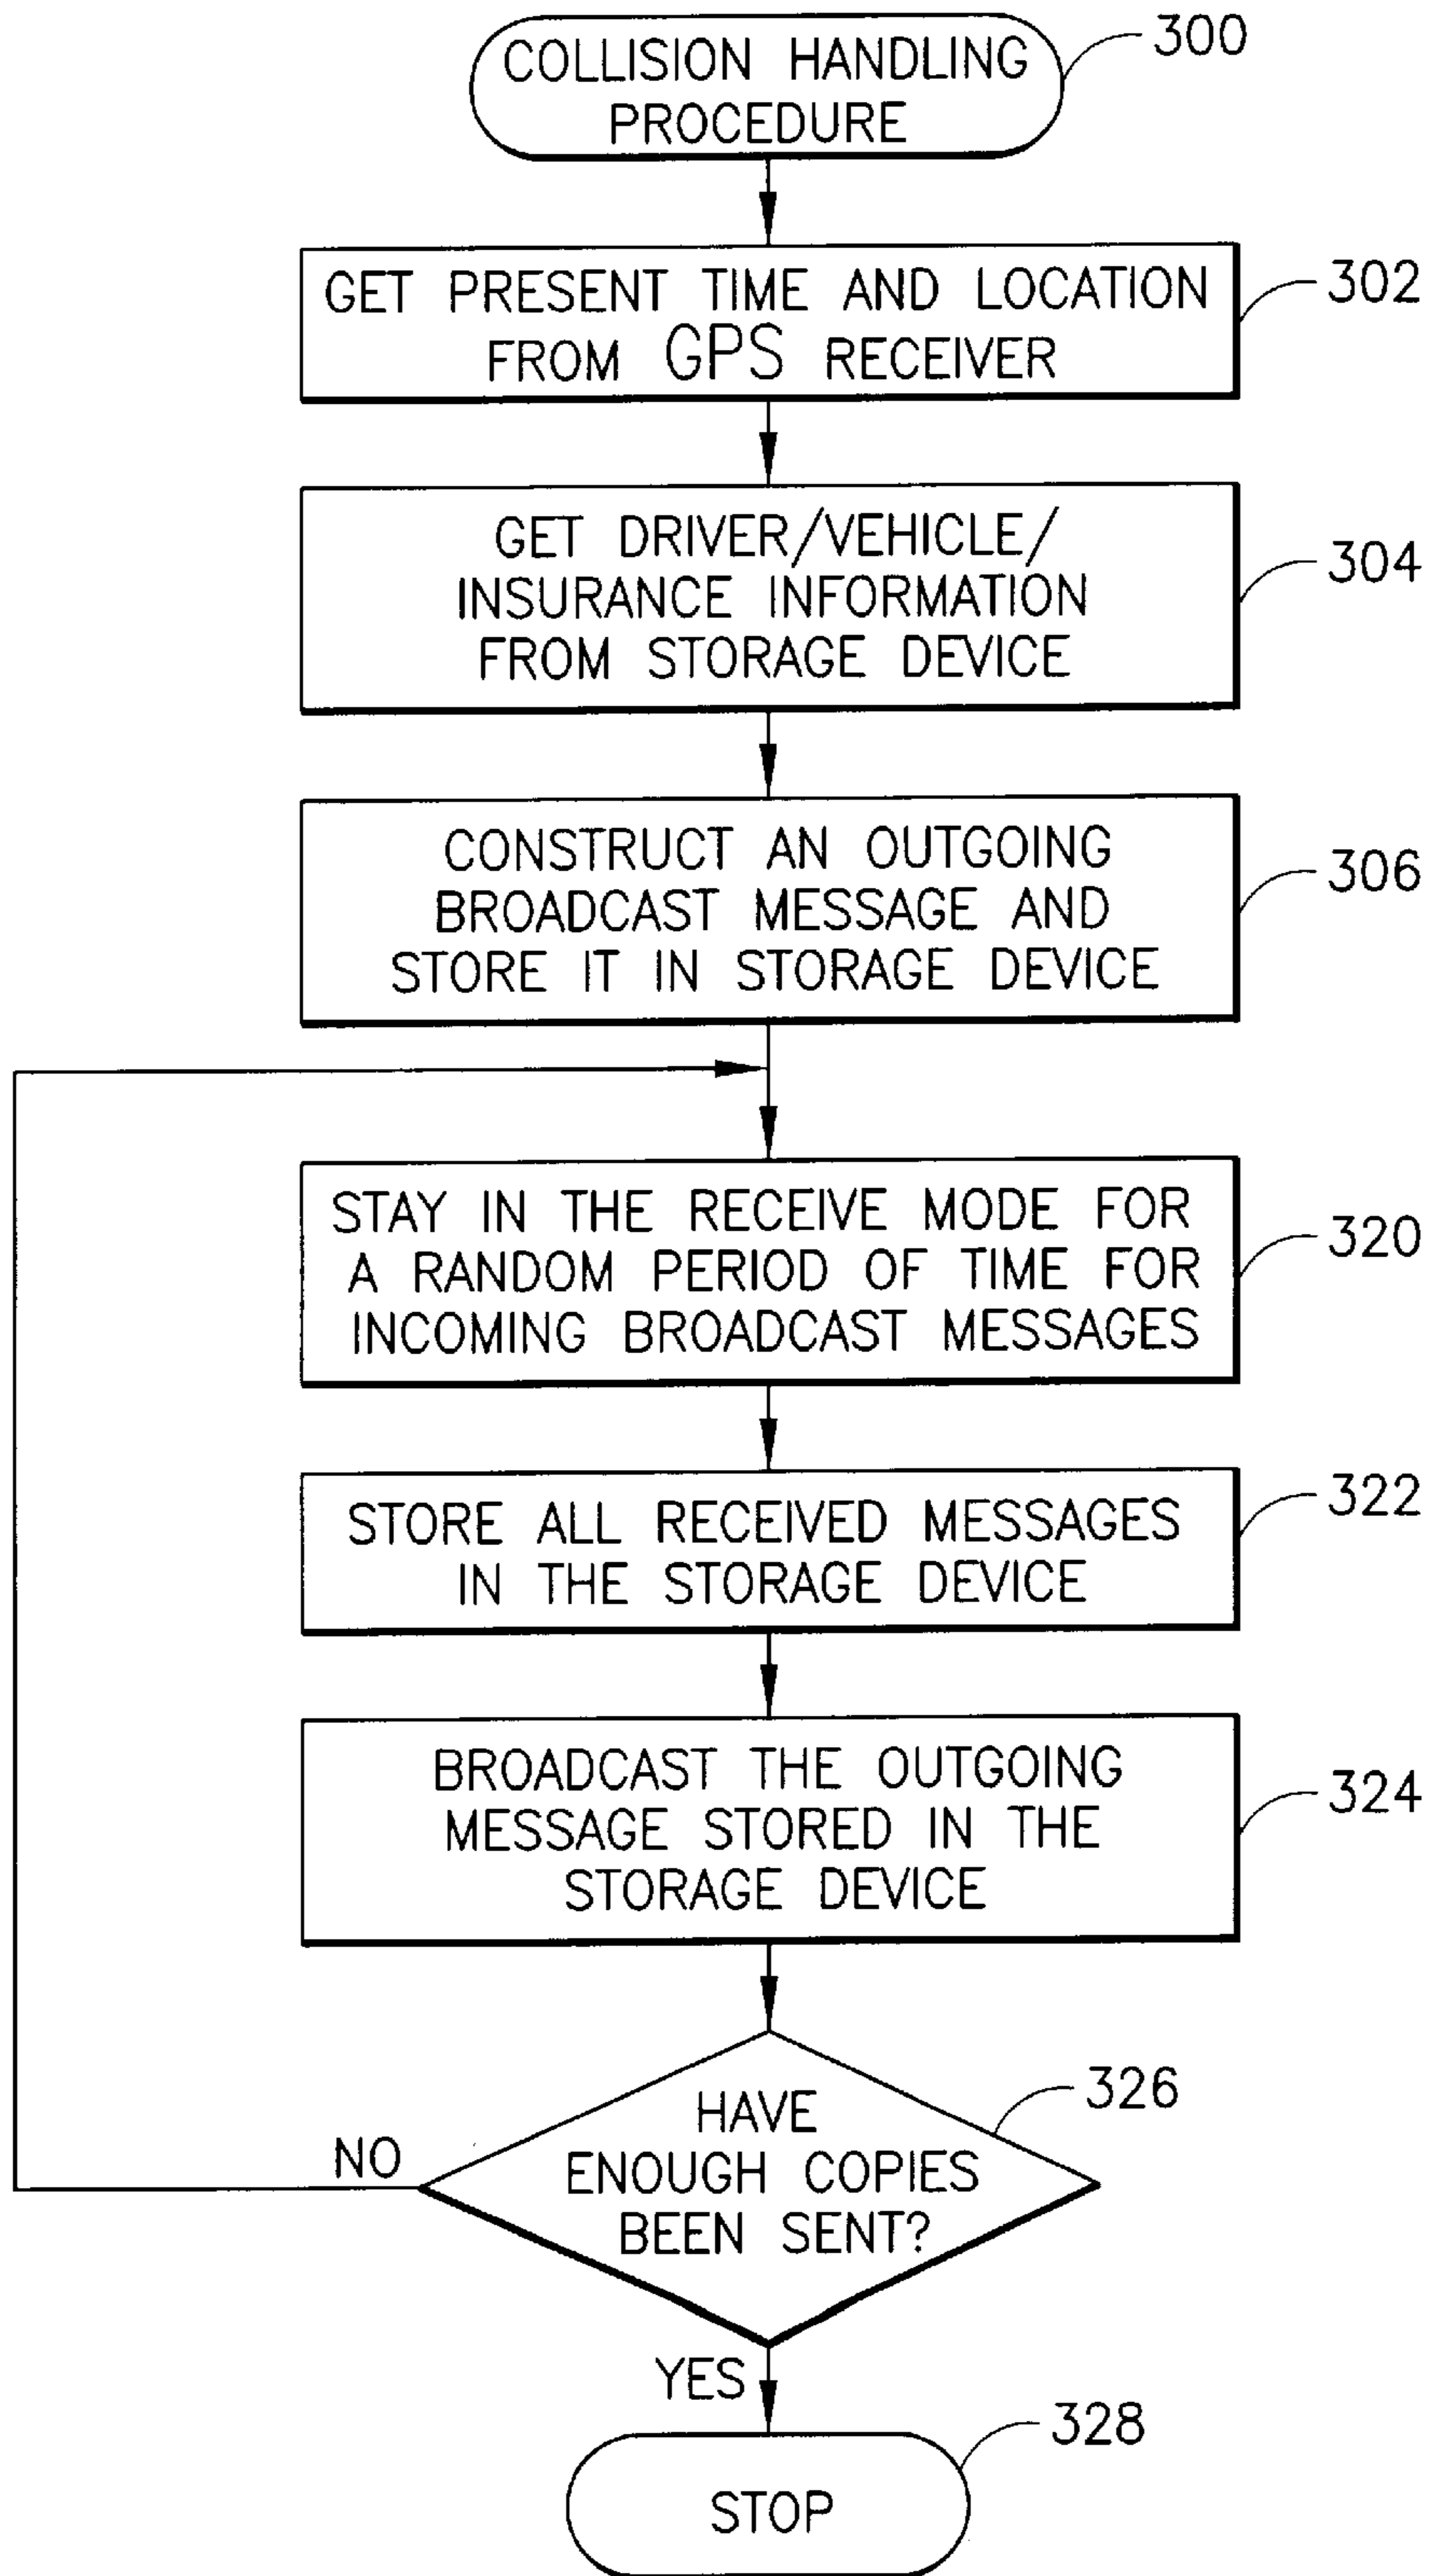 COLLISION HANDLING
PROCEDURE
300
GET PRESENT TIME AND LOCATION
FROM GPS RECEIVER
302
GET DRIVER/VEHICLE/
INSURANCE INFORMATION
FROM STORAGE DEVICE
304
CONSTRUCT AN OUTGOING
BROADCAST MESSAGE AND
STORE IT IN STORAGE DEVICE
306
STAY IN THE RECEIVE MODE FOR
A RANDOM PERIOD OF TIME FOR
INCOMING BROADCAST MESSAGES
320
STORE ALL RECEIVED MESSAGES
IN THE STORAGE DEVICE
322
BROADCAST THE OUTGOING
MESSAGE STORED IN THE
STORAGE DEVICE
324
HAVE
ENOUGH COPIES
BEEN SENT?
326
NO
YES
STOP
328